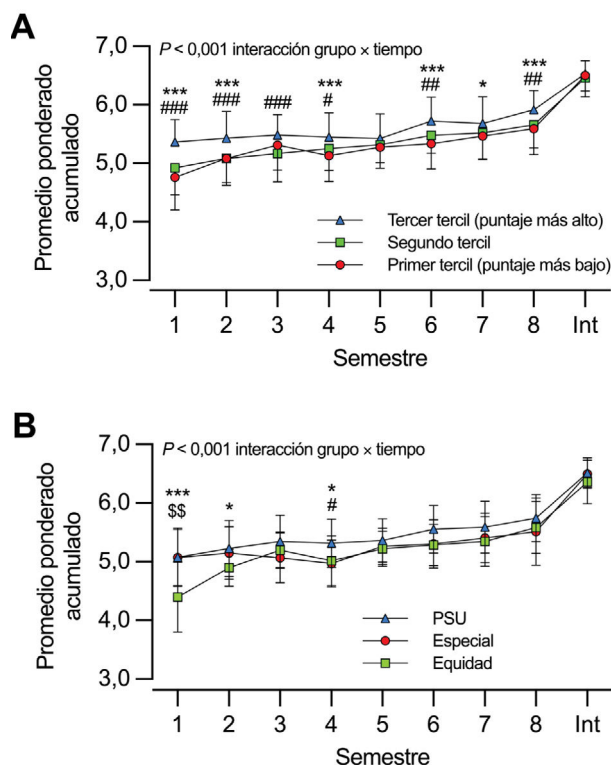 A
7,0
6,0
5,0
4,0
3,0
Promedio ponderado
acumulado
P < 0,001 interacción grupo × tiempo
*** *** *** *** * ***
### ### ### # ## ##
Tercer tercil (puntaje más alto)
Segundo tercil
Primer tercil (puntaje más bajo)
1 2 3 4 5 6 7 8 Int
Semestre
B
7,0
6,0
5,0
4,0
3,0
Promedio ponderado
acumulado
P < 0,001 interacción grupo × tiempo
*** * *
$$ #
PSU
Especial
Equidad
1 2 3 4 5 6 7 8 Int
Semestre